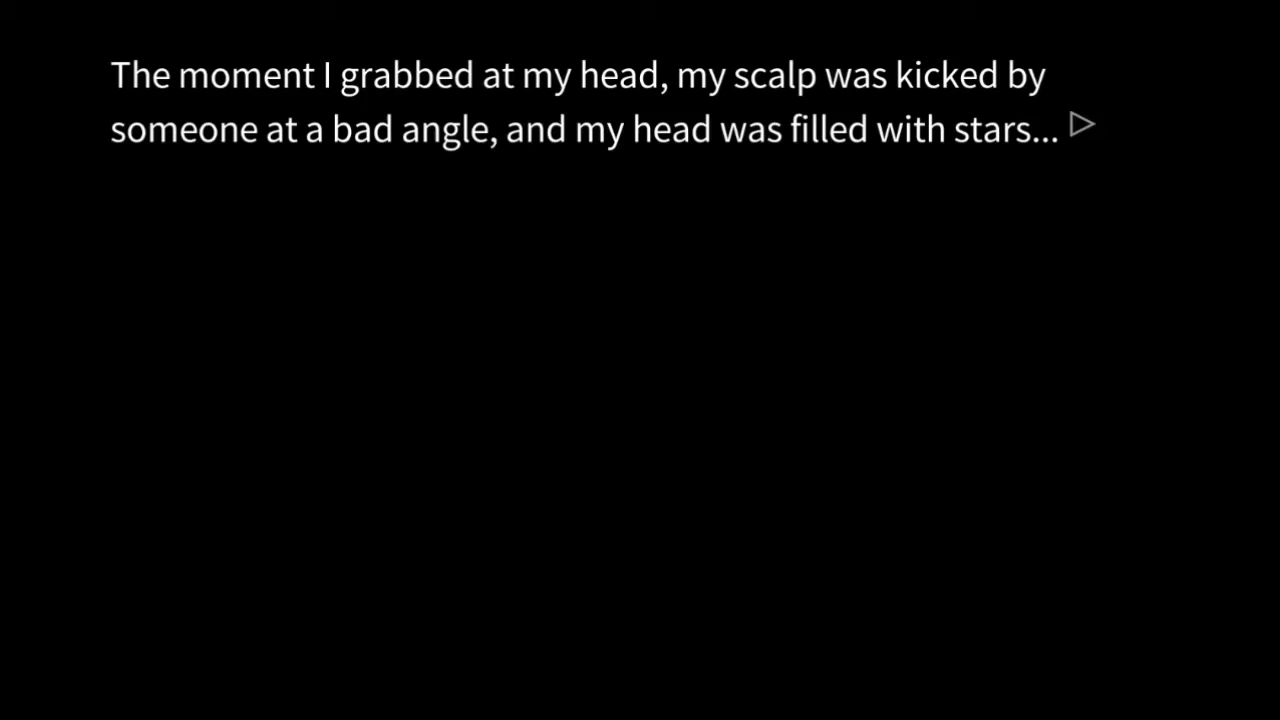 The moment I grabbed at my head, my scalp was kicked by
someone at a bad angle, and my head was filled with stars...